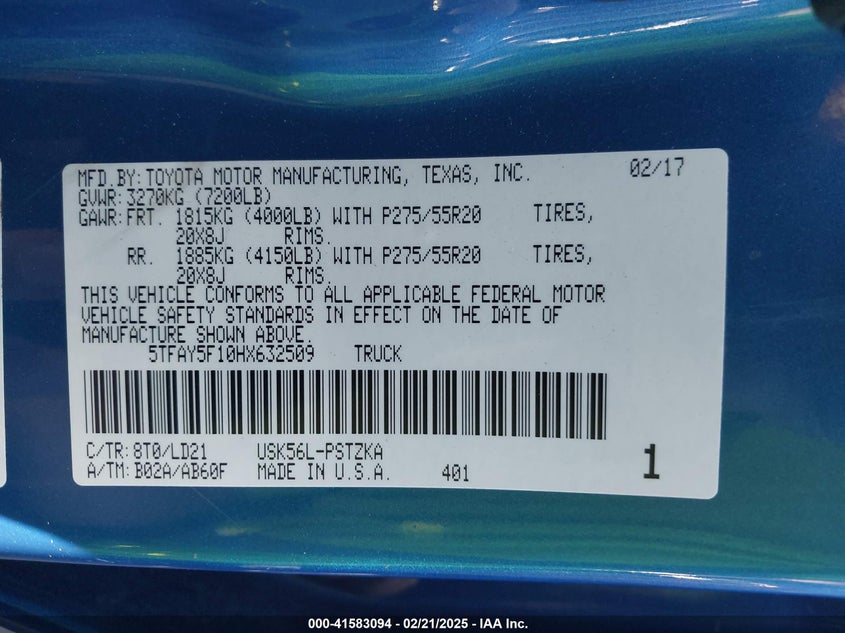 MFD.BY:TOYOTA MOTOR MANUFACTURING, TEXAS, INC. 02/17
GVWR:3270KG (7200LB)
GAWR:FRT. 1815KG (4000LB) WITH P275/55R20 TIRES,
20X8J RIMS.
RR. 1885KG (4150LB) WITH P275/55R20 TIRES,
20X8J RIMS.
THIS VEHICLE CONFORMS TO ALL APPLICABLE FEDERAL MOTOR
VEHICLE SAFETY STANDARDS IN EFFECT ON THE DATE OF
MANUFACTURE SHOWN ABOVE.
5TFAY5F10HX632509 TRUCK
C/TR:8T0/LD21 USK56L-PSTZKA
A/TM:B02A/AB60F MADE IN U.S.A. 401 1
000-41583094 / 02/21/2025 - IAA Inc.